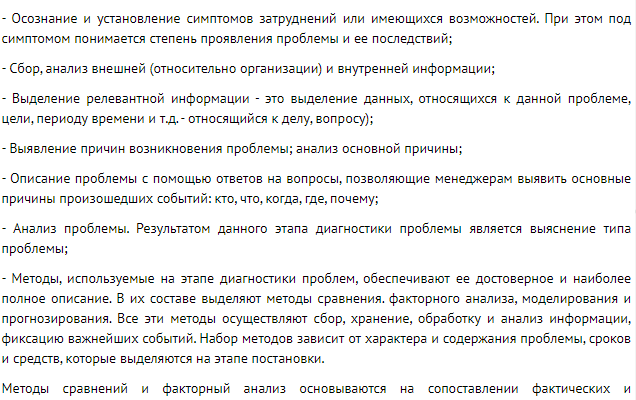 - Осознание и установление симптомов затруднений или имеющихся возможностей. При этом под
симптомом понимается степень проявления проблемы и ее последствий;
- Сбор, анализ внешней (относительно организации) и внутренней информации;
- Выделение релевантной информации - это выделение данных, относящихся к данной проблеме,
цели, периоду времени и т.д. - относящийся к делу, вопросу);
- Выявление причин возникновения проблемы; анализ основной причины;
- Описание проблемы с помощью ответов на вопросы, позволяющие менеджерам выявить основные
причины произошедших событий: кто, что, когда, где, почему;
- Анализ проблемы. Результатом данного этапа диагностики проблемы является выяснение типа
проблемы;
- Методы, используемые на этапе диагностики проблем, обеспечивают ее достоверное и наиболее
полное описание. В их составе выделяют методы сравнения. факторного анализа, моделирования и
прогнозирования. Все эти методы осуществляют сбор, хранение, обработку и анализ информации,
фиксацию важнейших событий. Набор методов зависит от характера и содержания проблемы, сроков
и средств, которые выделяются на этапе постановки.
Методы сравнений и факторный анализ основываются на сопоставлении фактических и